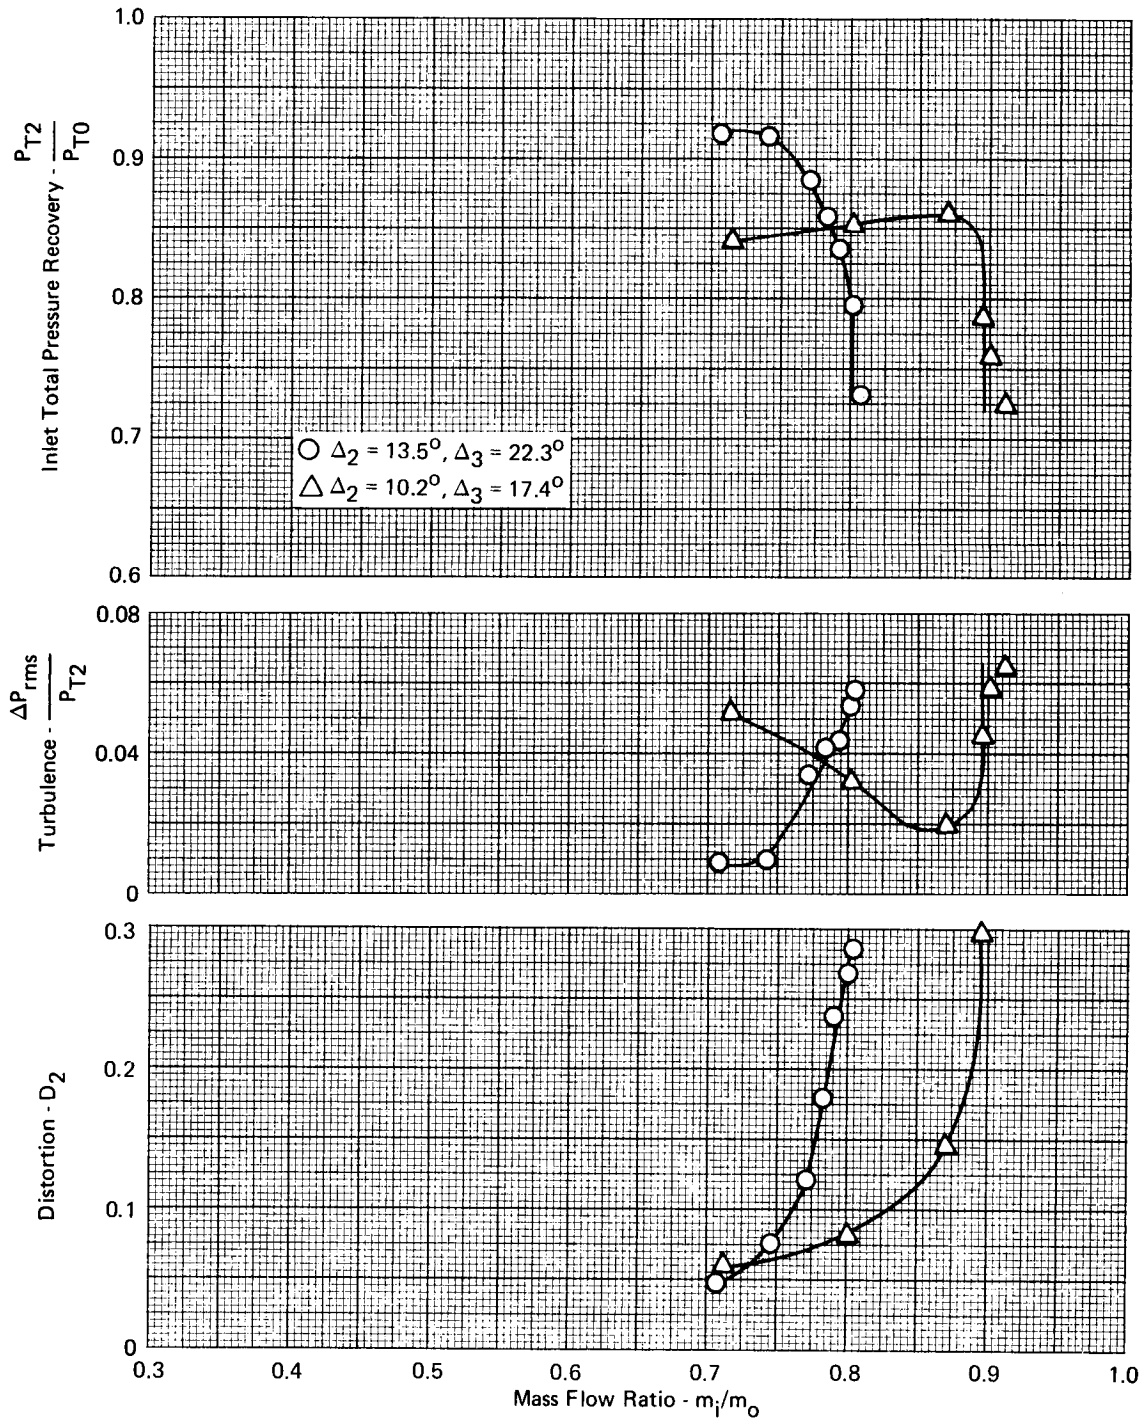 1.0
0.9
0.8
0.7
0.6
Inlet Total Pressure Recovery - P_T2 / P_T0
○ Δ₂ = 13.5°, Δ₃ = 22.3°
△ Δ₂ = 10.2°, Δ₃ = 17.4°
0.08
0.04
0
Turbulence - ΔP_rms / P_T2
0.3
0.2
0.1
0
Distortion - D₂
0.3 0.4 0.5 0.6 0.7 0.8 0.9 1.0
Mass Flow Ratio - m_i/m_o